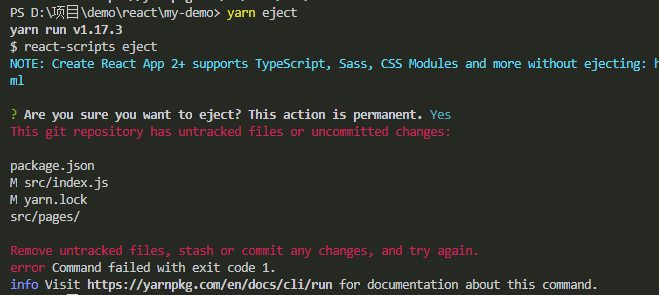 PS D:\项目\demo\react\my-demo> yarn eject
yarn run v1.17.3
$ react-scripts eject
NOTE: Create React App 2+ supports TypeScript, Sass, CSS Modules and more without ejecting: h
ml
? Are you sure you want to eject? This action is permanent. Yes
This git repository has untracked files or uncommitted changes:
package.json
M src/index.js
M yarn.lock
src/pages/
Remove untracked files, stash or commit any changes, and try again.
error Command failed with exit code 1.
info Visit https://yarnpkg.com/en/docs/cli/run for documentation about this command.